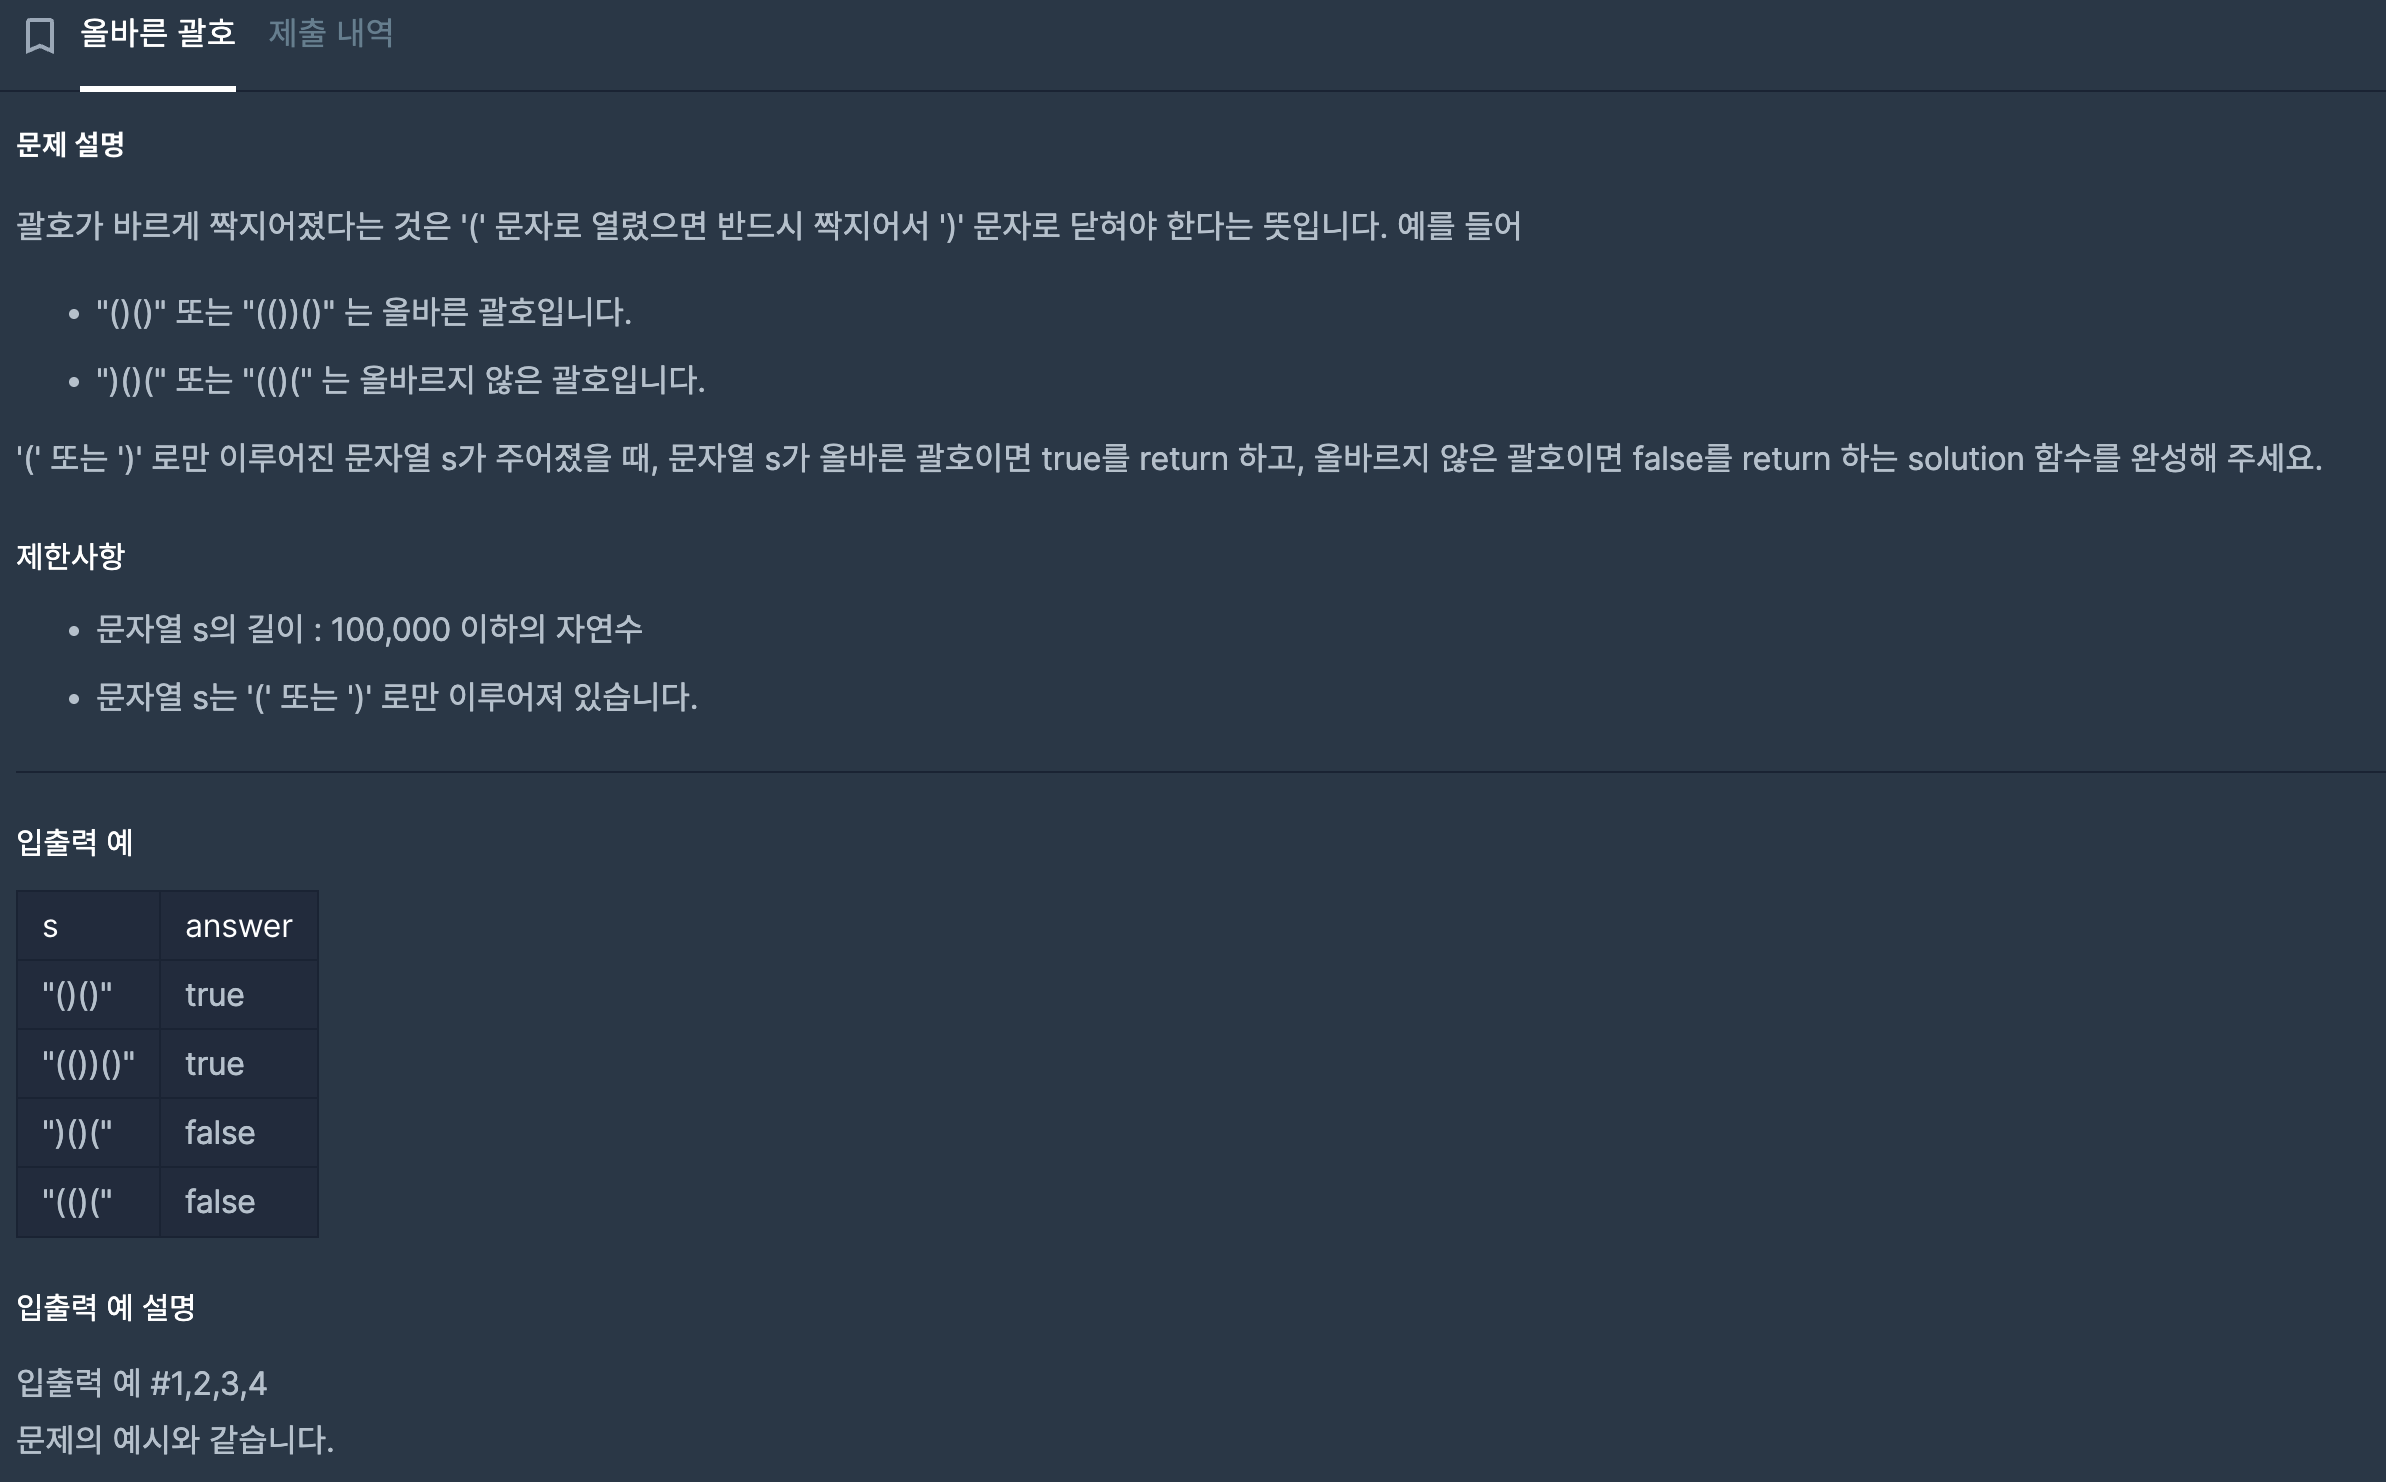 올바른 괄호 제출 내역
문제 설명
괄호가 바르게 짝지어졌다는 것은 '(' 문자로 열렸으면 반드시 짝지어서 ')' 문자로 닫혀야 한다는 뜻입니다. 예를 들어
• "()()" 또는 "(())()" 는 올바른 괄호입니다.
• ")()(" 또는 "(()(" 는 올바르지 않은 괄호입니다.
'(' 또는 ')' 로만 이루어진 문자열 s가 주어졌을 때, 문자열 s가 올바른 괄호이면 true를 return 하고, 올바르지 않은 괄호이면 false를 return 하는 solution 함수를 완성해 주세요.
제한사항
• 문자열 s의 길이 : 100,000 이하의 자연수
• 문자열 s는 '(' 또는 ')' 로만 이루어져 있습니다.
입출력 예
s answer
"()()" true
"(())()" true
")()(" false
"(()(" false
입출력 예 설명
입출력 예 #1,2,3,4
문제의 예시와 같습니다.